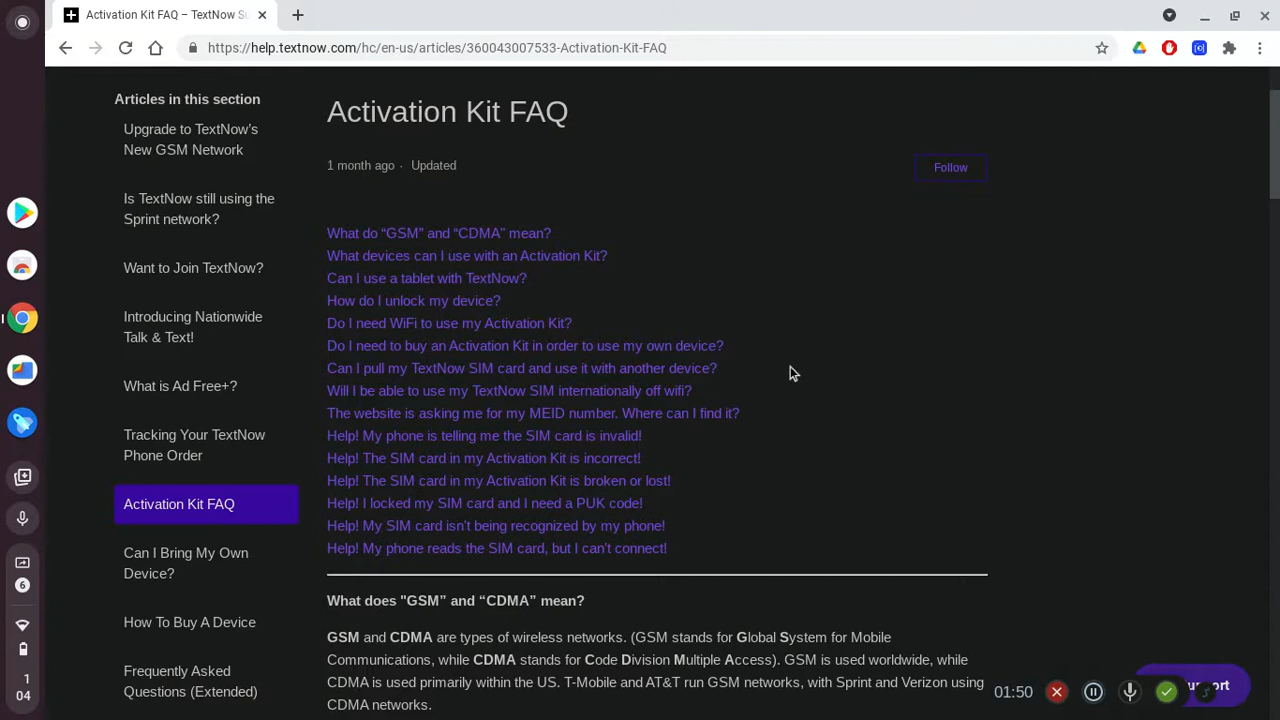 Activation Kit FAQ – TextNow Su
https://help.textnow.com/hc/en-us/articles/360043007533-Activation-Kit-FAQ
Articles in this section
Upgrade to TextNow's
New GSM Network
Is TextNow still using the
Sprint network?
Want to Join TextNow?
Introducing Nationwide
Talk & Text!
What is Ad Free+?
Tracking Your TextNow
Phone Order
Activation Kit FAQ
Can I Bring My Own
Device?
How To Buy A Device
Frequently Asked
Questions (Extended)
Activation Kit FAQ
1 month ago · Updated
Follow
What do “GSM” and “CDMA” mean?
What devices can I use with an Activation Kit?
Can I use a tablet with TextNow?
How do I unlock my device?
Do I need WiFi to use my Activation Kit?
Do I need to buy an Activation Kit in order to use my own device?
Can I pull my TextNow SIM card and use it with another device?
Will I be able to use my TextNow SIM internationally off wifi?
The website is asking me for my MEID number. Where can I find it?
Help! My phone is telling me the SIM card is invalid!
Help! The SIM card in my Activation Kit is incorrect!
Help! The SIM card in my Activation Kit is broken or lost!
Help! I locked my SIM card and I need a PUK code!
Help! My SIM card isn't being recognized by my phone!
Help! My phone reads the SIM card, but I can't connect!
What does "GSM” and “CDMA” mean?
GSM and CDMA are types of wireless networks. (GSM stands for Global System for Mobile
Communications, while CDMA stands for Code Division Multiple Access). GSM is used worldwide, while
CDMA is used primarily within the US. T-Mobile and AT&T run GSM networks, with Sprint and Verizon using
CDMA networks.
6
1
04
01:50